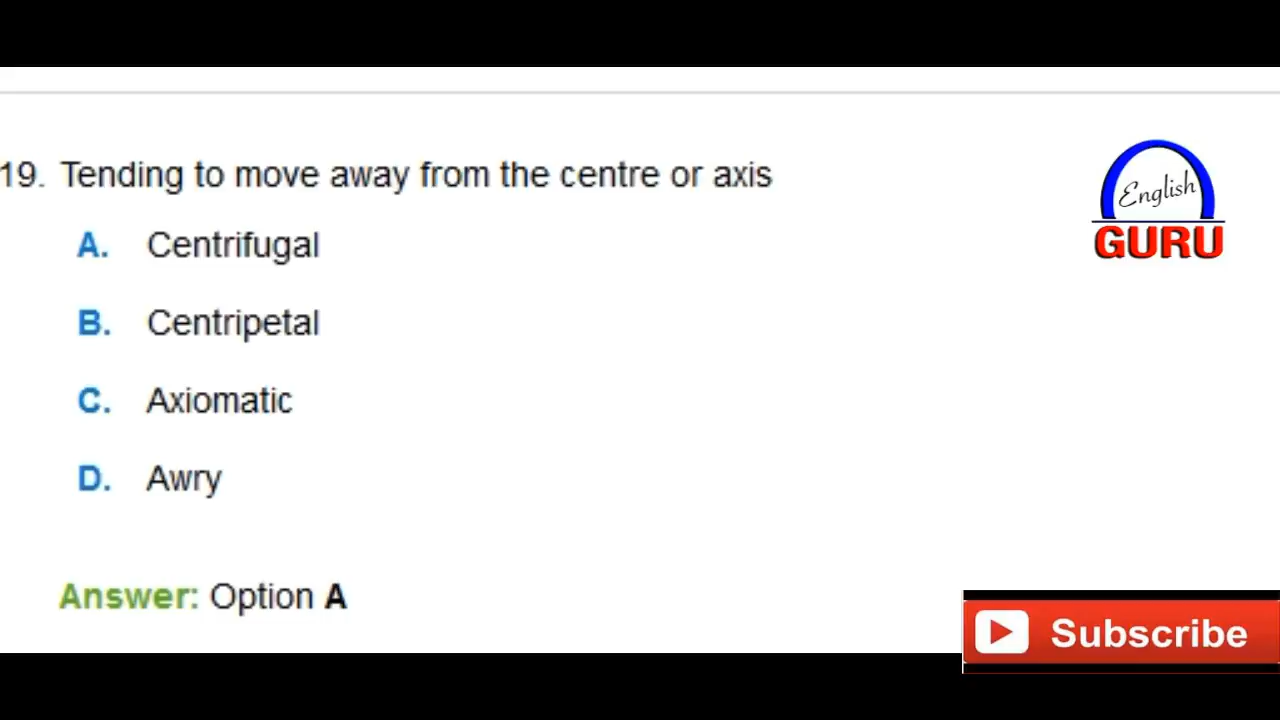 19. Tending to move away from the centre or axis
A. Centrifugal
B. Centripetal
C. Axiomatic
D. Awry
Answer: Option A
English
GURU
Subscribe